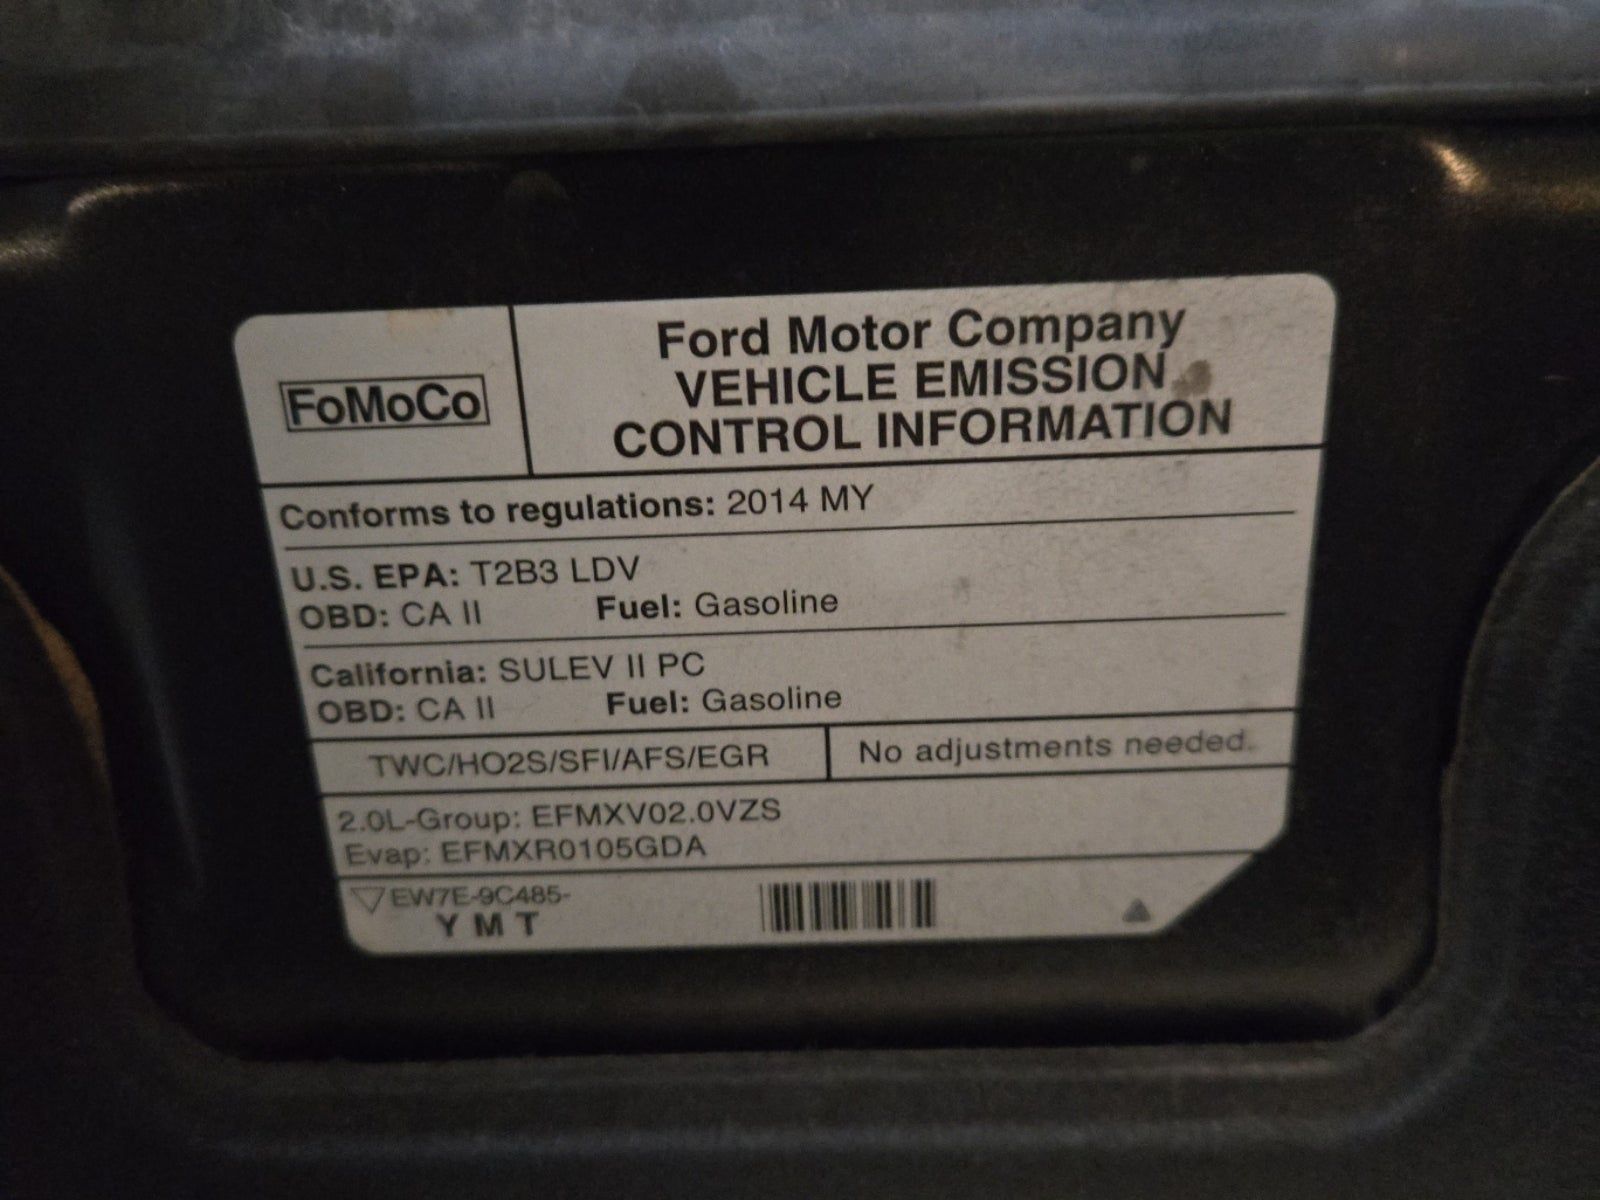 FoMoCo
Ford Motor Company
VEHICLE EMISSION
CONTROL INFORMATION
Conforms to regulations: 2014 MY
U.S. EPA: T2B3 LDV
OBD: CA II Fuel: Gasoline
California: SULEV II PC
OBD: CA II Fuel: Gasoline
TWC/HO2S/SFI/AFS/EGR
No adjustments needed.
2.0L-Group: EFMXV02.0VZS
Evap: EFMXR0105GDA
EW7E-9C485-
Y M T